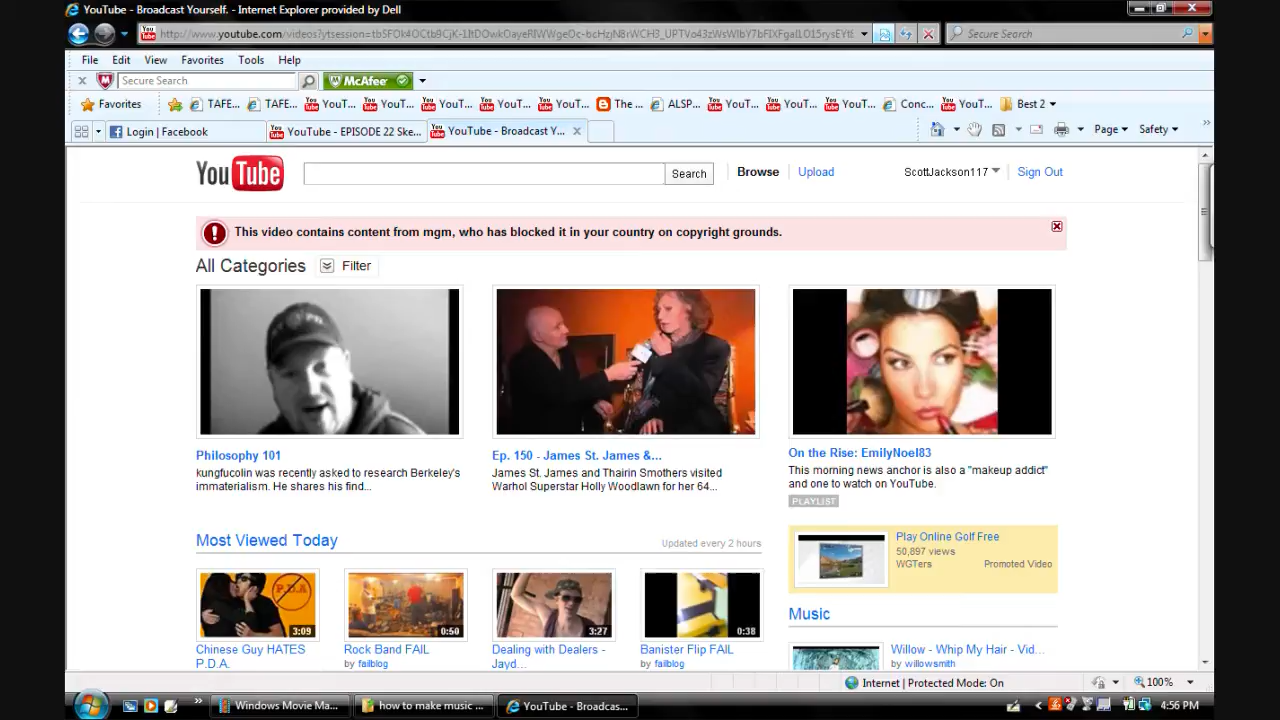 YouTube - Broadcast Yourself. - Internet Explorer provided by Dell
Secure Search
File Edit View Favorites Tools Help
Secure Search McAfee
Favorites TAFE... TAFE... YouT... YouT... YouT... YouT... YouT... The ... ALSP... YouT... YouT... YouT... Conc... YouT... Best 2
Login | Facebook YouTube - EPISODE 22 Ske... YouTube - Broadcast Y... Page Safety
YouTube Search Browse Upload ScottJackson117 Sign Out
This video contains content from mgm, who has blocked it in your country on copyright grounds.
All Categories Filter
Philosophy 101
kungfucolin was recently asked to research Berkeley's
immaterialism. He shares his find...
Ep. 150 - James St. James &...
James St. James and Thairin Smothers visited
Warhol Superstar Holly Woodlawn for her 64...
On the Rise: EmilyNoel83
This morning news anchor is also a "makeup addict"
and one to watch on YouTube.
PLAYLIST
Most Viewed Today Updated every 2 hours
Play Online Golf Free
50,897 views
WGTers Promoted Video
P.D.A
3:09
0:50
3:27
0:38
Chinese Guy HATES
P.D.A.
Rock Band FAIL
by failblog
Dealing with Dealers -
Jayd...
Banister Flip FAIL
by failblog
Music
Willow - Whip My Hair - Vid...
by willowsmith
Internet | Protected Mode: On 100%
Windows Movie Ma... how to make music ... YouTube - Broadcas... 4:56 PM